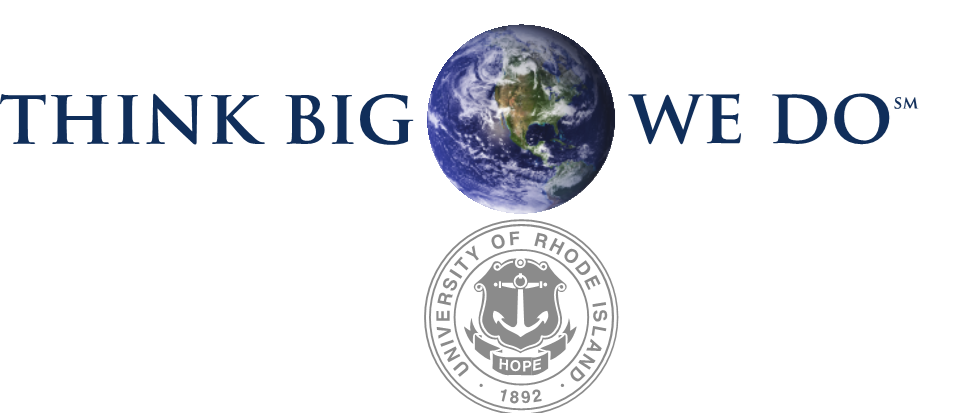 THINK BIG WE DO℠
UNIVERSITY OF RHODE ISLAND
HOPE
· 1892 ·